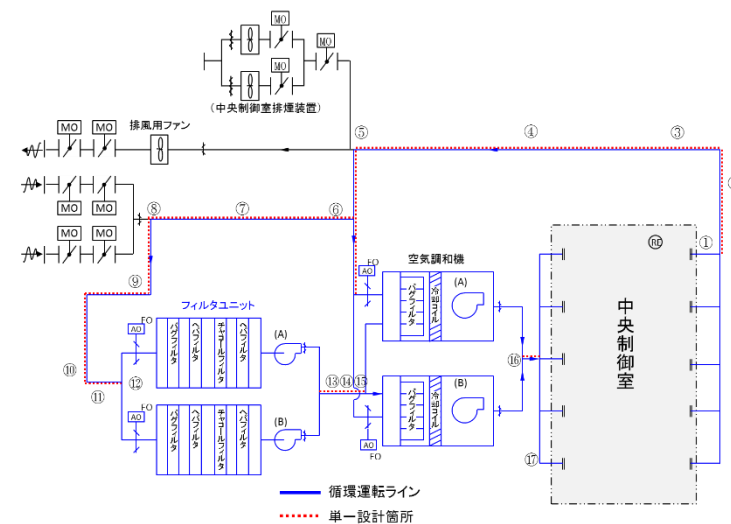 MO
MO
MO
MO
(中央制御室排煙装置)
排風用ファン
MO
MO
⑤
④
③
MO
MO
⑧
⑦
⑥
MO
MO
RE
①
空気調和機
⑨
FO
AO
バグフィルタ
冷却コイル
(A)
フィルタユニット
FO
AO
バグフィルタ
ヘパフィルタ
チャコールフィルタ
ヘパフィルタ
(A)
中央制御室
⑯
⑩
⑪
⑫
⑬⑭⑮
バグフィルタ
冷却コイル
(B)
AO
FO
バグフィルタ
ヘパフィルタ
チャコールフィルタ
ヘパフィルタ
(B)
AO
FO
⑰
循環運転ライン
単一設計箇所